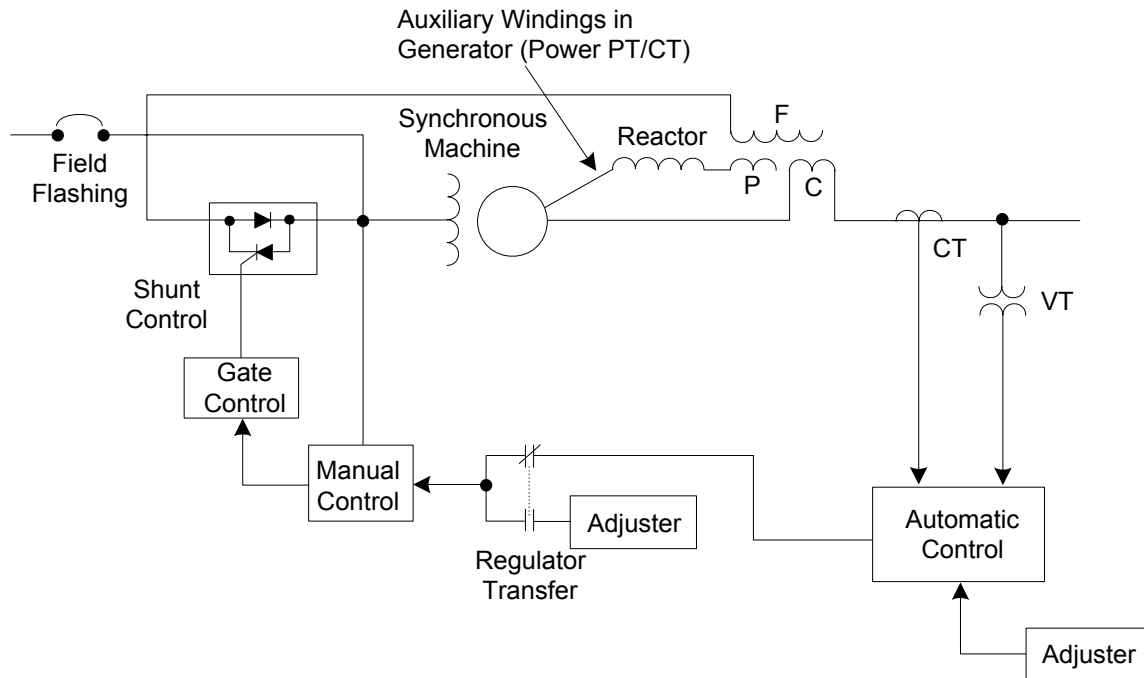 Auxiliary Windings in
Generator (Power PT/CT)
F
Synchronous
Machine
Reactor
P
C
Field
Flashing
CT
VT
Shunt
Control
Gate
Control
Manual
Control
Adjuster
Automatic
Control
Regulator
Transfer
Adjuster